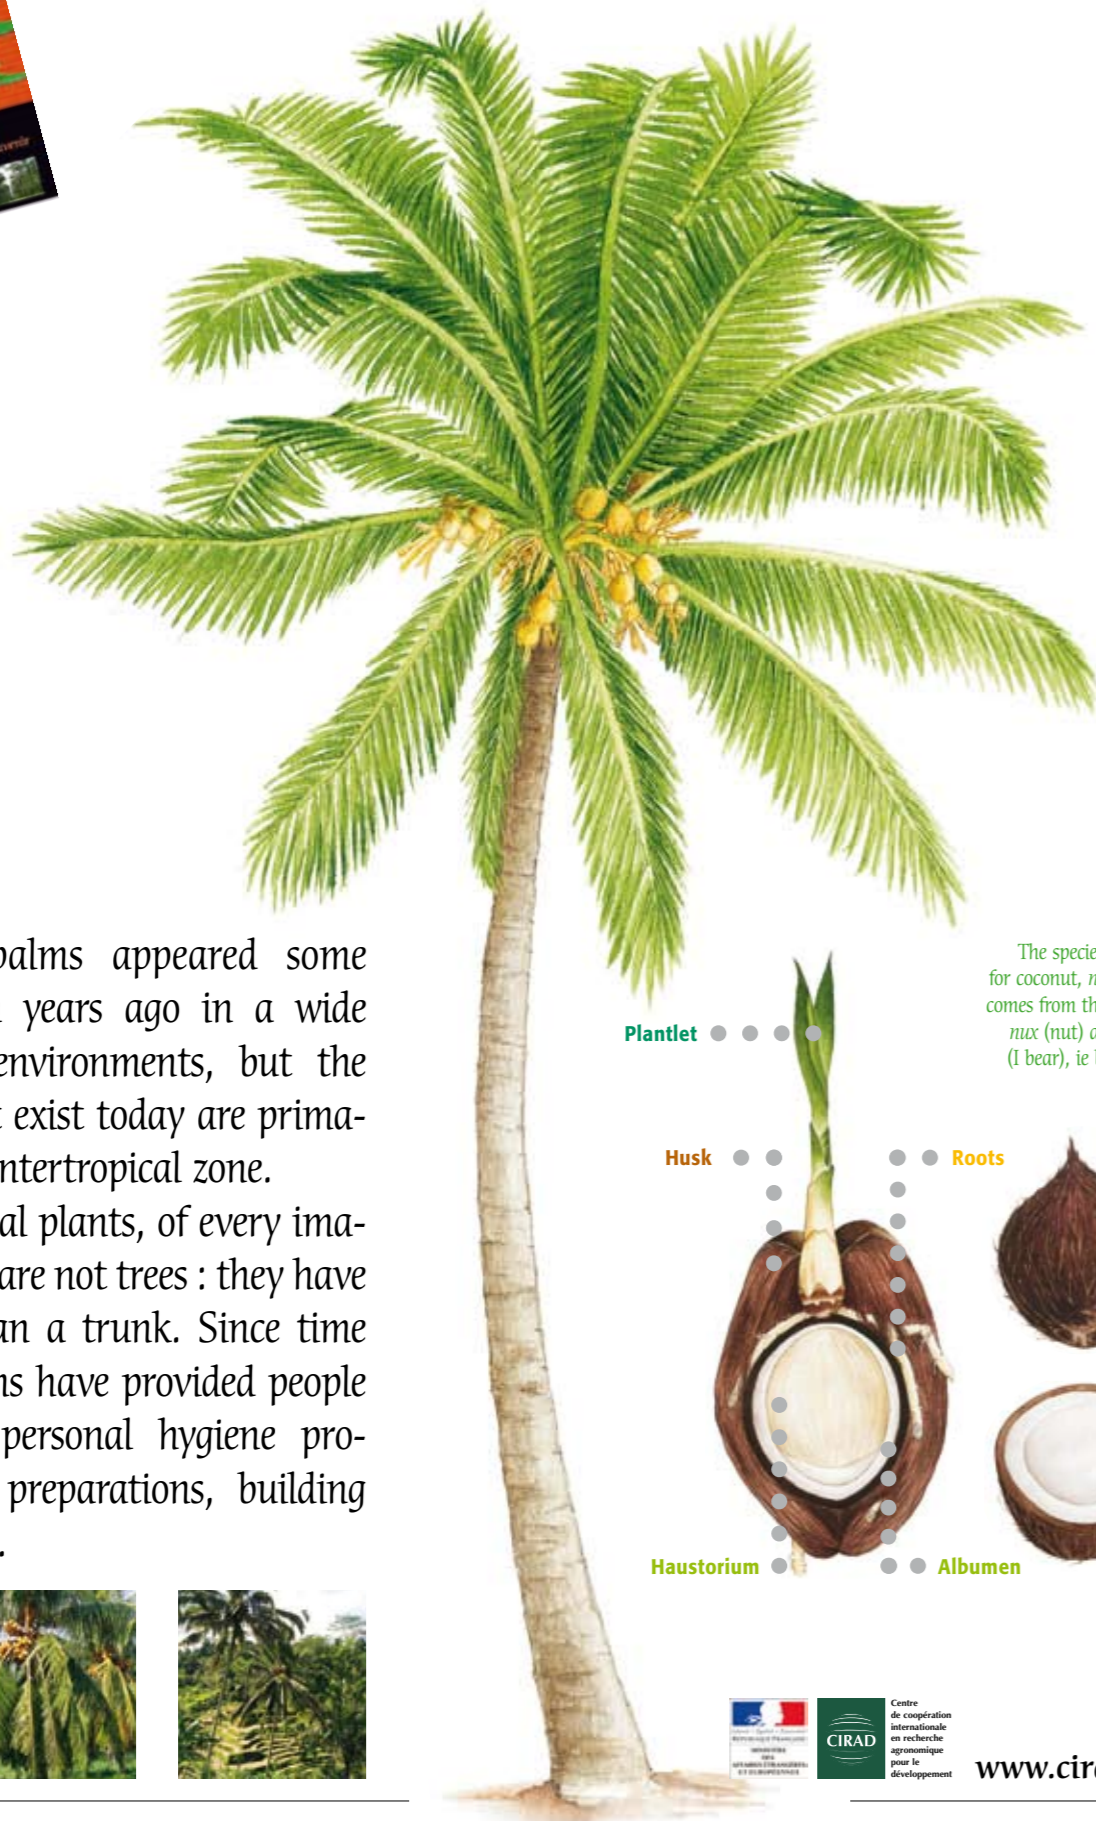 palms appeared some
years ago in a wide
environments, but the
exist today are prima-
ntertropical zone.
al plants, of every ima-
are not trees : they have
an a trunk. Since time
ns have provided people
personal hygiene pro-
preparations, building
.
The specie
for coconut, n
comes from th
nux (nut) a
(I bear), ie
Plantlet
Husk
Roots
Haustorium
Albumen
CIRAD
Centre
de coopération
internationale
en recherche
agronomique
pour le
développement
www.cira